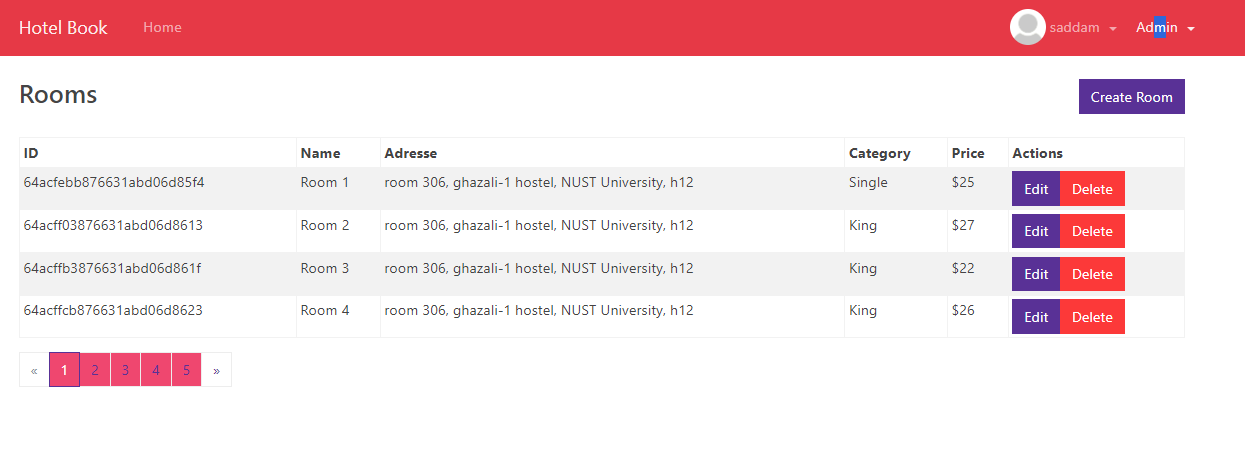 Hotel Book Home saddam Admin
Rooms Create Room
ID Name Adresse Category Price Actions
64acfebb876631abd06d85f4 Room 1 room 306, ghazali-1 hostel, NUST University, h12 Single $25 Edit Delete
64acff03876631abd06d8613 Room 2 room 306, ghazali-1 hostel, NUST University, h12 King $27 Edit Delete
64acffb3876631abd06d861f Room 3 room 306, ghazali-1 hostel, NUST University, h12 King $22 Edit Delete
64acffcb876631abd06d8623 Room 4 room 306, ghazali-1 hostel, NUST University, h12 King $26 Edit Delete
« 1 2 3 4 5 »